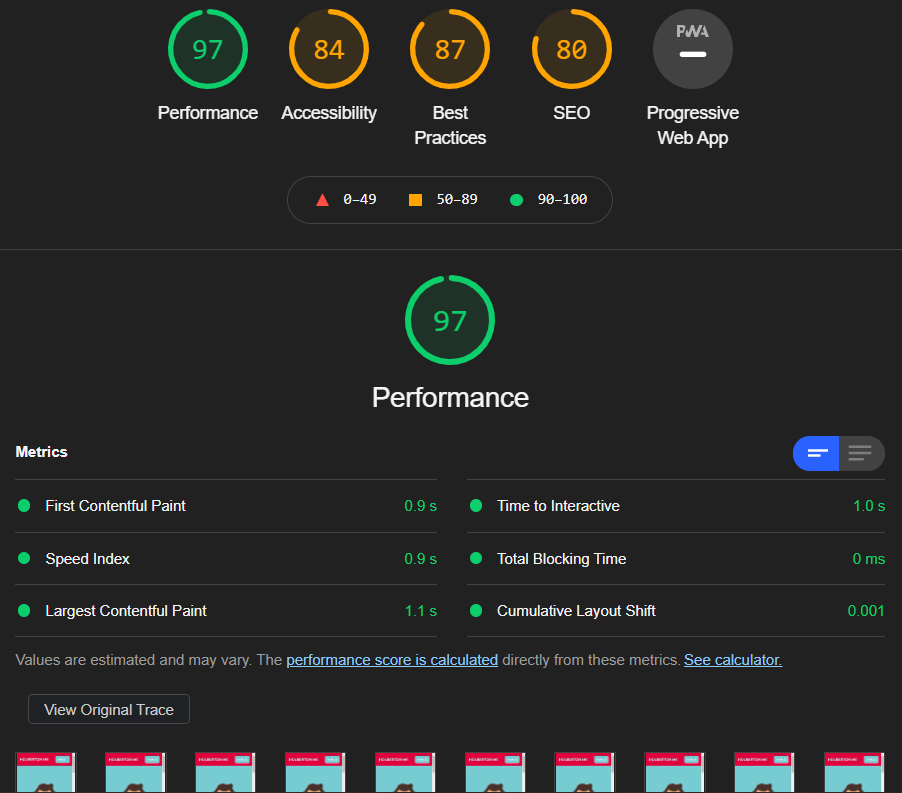 97 84 87 80 PWA
Performance Accessibility Best Practices SEO Progressive Web App
0–49 50–89 90–100
97
Performance
Metrics
First Contentful Paint 0.9 s
Time to Interactive 1.0 s
Speed Index 0.9 s
Total Blocking Time 0 ms
Largest Contentful Paint 1.1 s
Cumulative Layout Shift 0.001
Values are estimated and may vary. The performance score is calculated directly from these metrics. See calculator.
View Original Trace